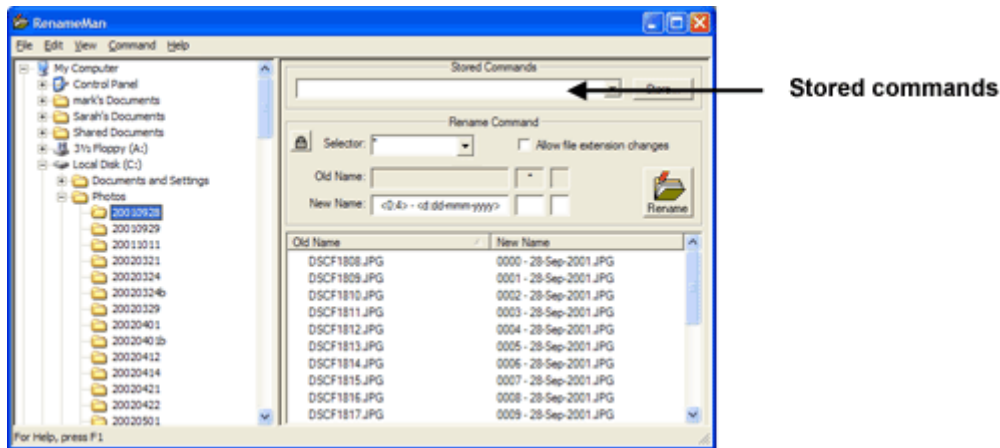 RenameMan
File Edit View Command Help
My Computer
Control Panel
mark's Documents
Sarah's Documents
Shared Documents
3½ Floppy (A:)
Local Disk (C:)
Documents and Settings
Photos
20010928
20010929
20011011
20020321
20020324
20020324b
20020329
20020401
20020401b
20020412
20020414
20020421
20020422
20020501
Stored Commands
Store...
Stored commands
Rename Command
Selector: *
Allow file extension changes
Old Name: *
New Name: <0:4> - <d:dd-mmm-yyyy>
Rename
Old Name New Name
DSCF1808.JPG 0000 - 28-Sep-2001.JPG
DSCF1809.JPG 0001 - 28-Sep-2001.JPG
DSCF1810.JPG 0002 - 28-Sep-2001.JPG
DSCF1811.JPG 0003 - 28-Sep-2001.JPG
DSCF1812.JPG 0004 - 28-Sep-2001.JPG
DSCF1813.JPG 0005 - 28-Sep-2001.JPG
DSCF1814.JPG 0006 - 28-Sep-2001.JPG
DSCF1815.JPG 0007 - 28-Sep-2001.JPG
DSCF1816.JPG 0008 - 28-Sep-2001.JPG
DSCF1817.JPG 0009 - 28-Sep-2001.JPG
For Help, press F1